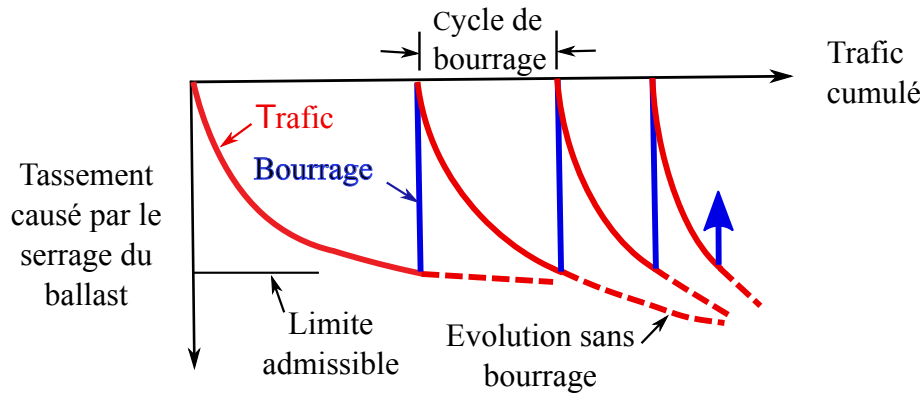 Cycle de
bourrage
Trafic
cumulé
Trafic
Bourrage
Tassement
causé par le
serrage du
ballast
Limite
admissible
Evolution sans
bourrage